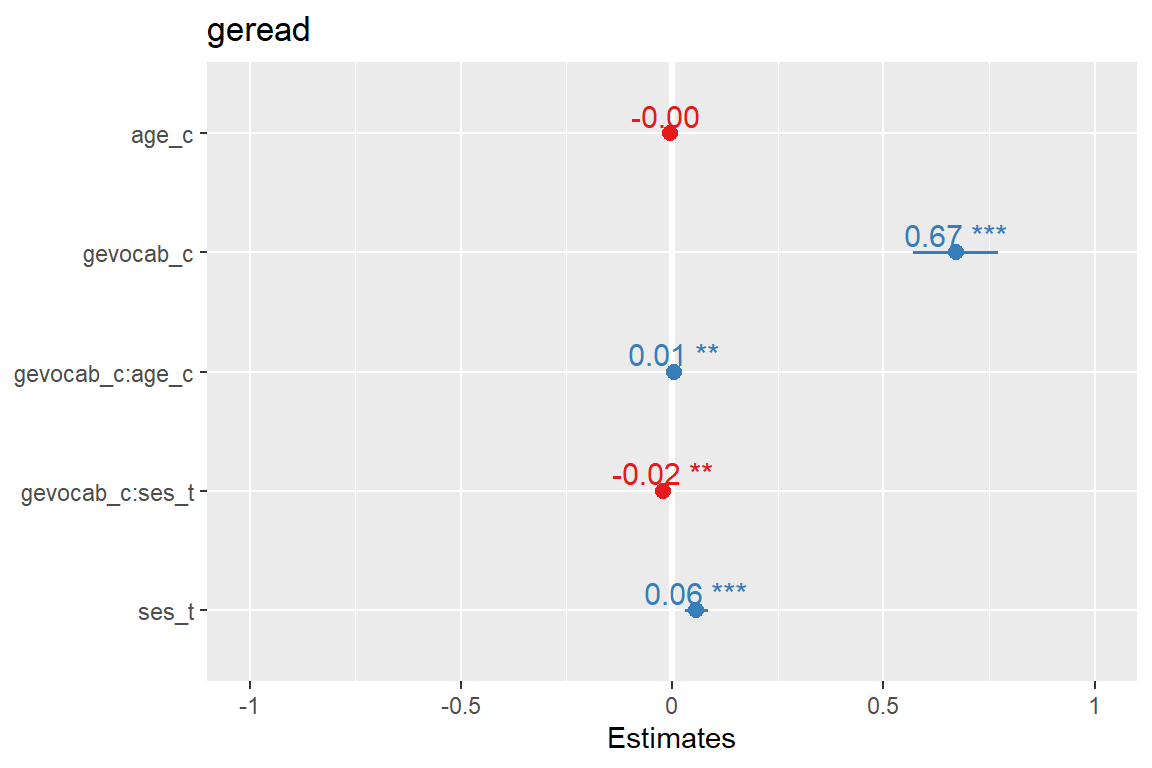 geread
age_c
-0.00
gevocab_c
0.67 ***
gevocab_c:age_c
0.01 **
gevocab_c:ses_t
-0.02 **
ses_t
0.06 ***
-1
-0.5
0
0.5
1
Estimates